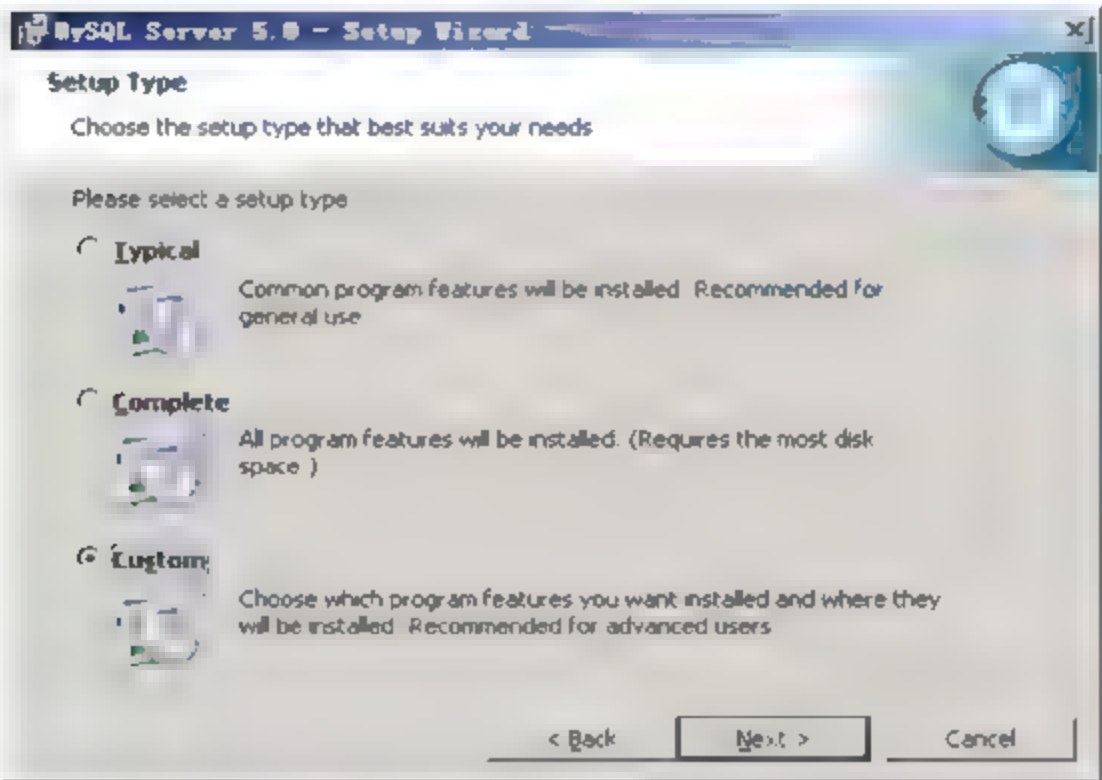 MySQL Server 5.0 - Setup Wizard
Setup Type
Choose the setup type that best suits your needs
Please select a setup type
Typical
Common program features will be installed Recommended for
general use
Complete
All program features will be installed. (Requires the most disk
space )
Custom
Choose which program features you want installed and where they
will be installed Recommended for advanced users
< Back
Next >
Cancel